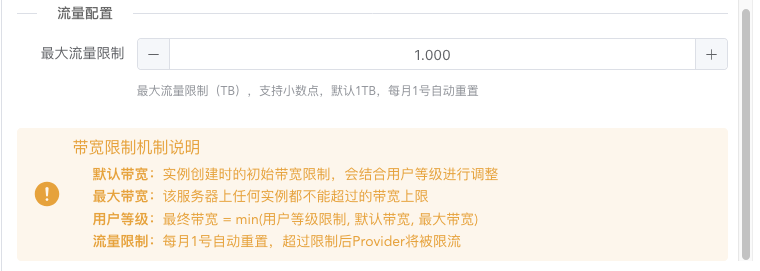 流量配置
最大流量限制
— 1.000 +
最大流量限制（TB），支持小数点，默认1TB，每月1号自动重置
带宽限制机制说明
默认带宽：实例创建时的初始带宽限制，会结合用户等级进行调整
最大带宽：该服务器上任何实例都不能超过的带宽上限
用户等级：最终带宽 = min(用户等级限制, 默认带宽, 最大带宽)
流量限制：每月1号自动重置，超过限制后Provider将被限流